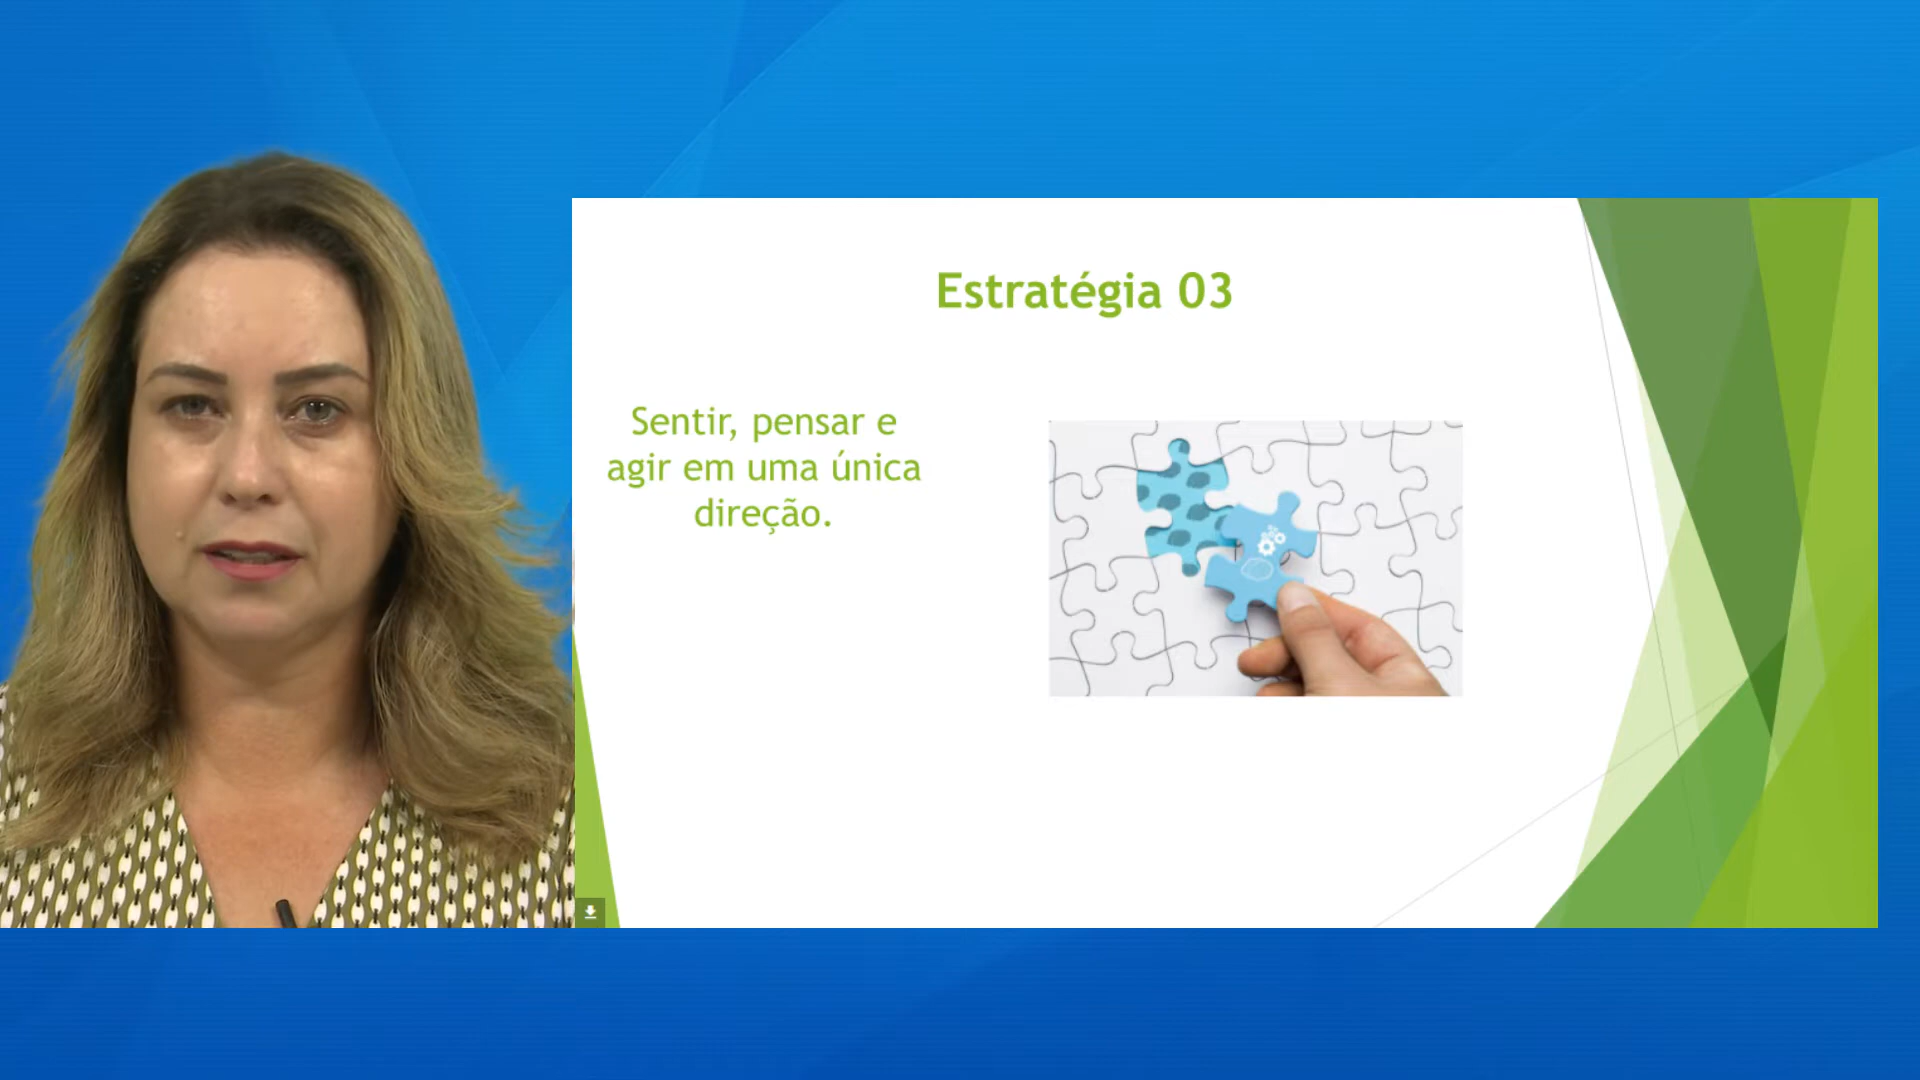 Estratégia 03
Sentir, pensar e
agir em uma única
direção.